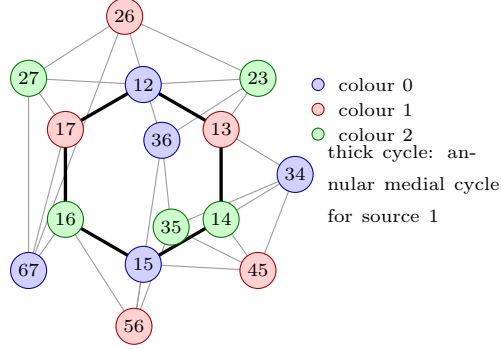 26
27
12
23
colour 0
colour 1
17
13
36
colour 2
thick cycle: an-
34
nular medial cycle
16
35
14
for source 1
67
15
45
56